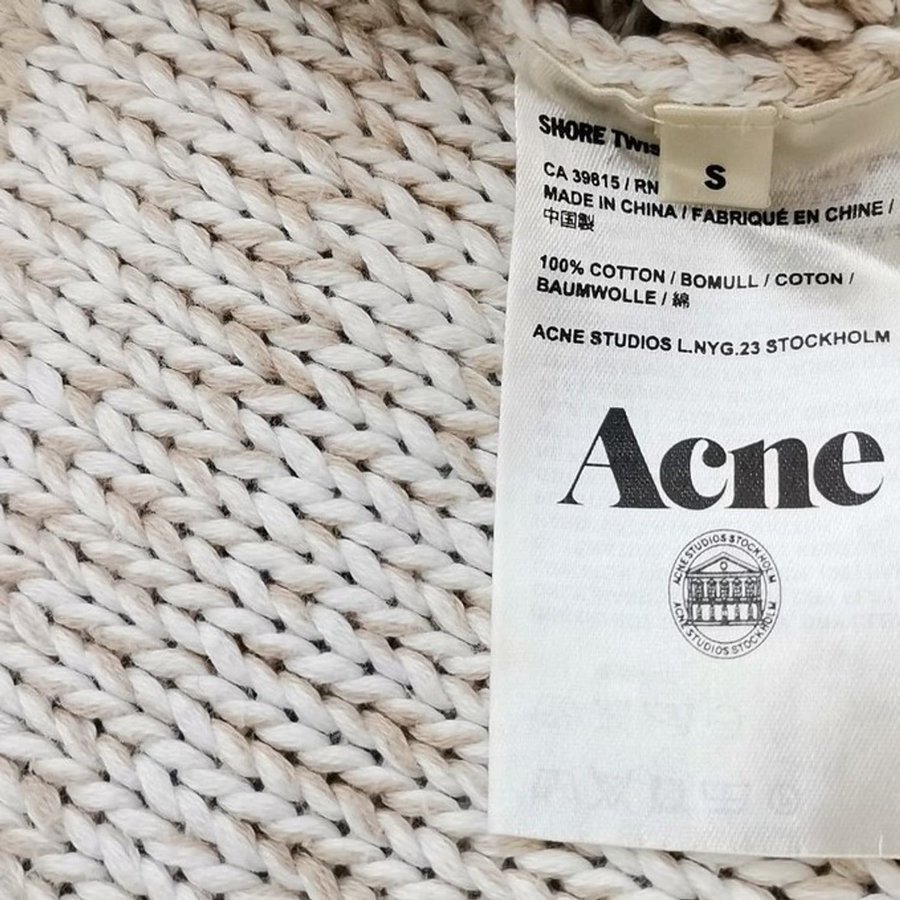 SHORE TWIS
S
CA 39815 / RN
MADE IN CHINA / FABRIQUÉ EN CHINE /
中国製
100% COTTON / BOMULL / COTON /
BAUMWOLLE / 綿
ACNE STUDIOS L.NYG.23 STOCKHOLM
Acne
ACNE STUDIOS STOCKHOLM
ACNE STUDIOS STOCKHOLM